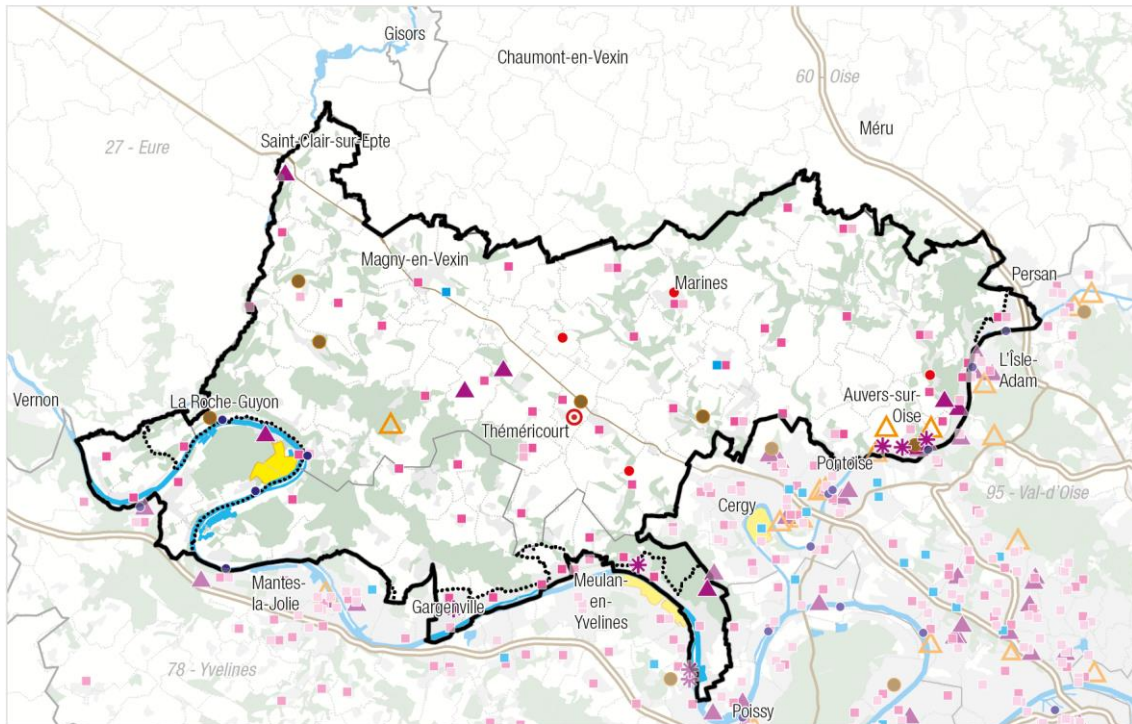 Gisors
Chaumont-en-Vexin
60 - Oise
Méru
Saint-Clair-sur-Epte
27 - Eure
Magny-en-Vexin
Marines
Persan
L'Îsle-
Adam
Vernon
La Roche-Guyon
Auvers-sur-
Oise
Théméricourt
Pontoise
95 - Val-d'Oise
Cergy
Mantes-
la-Jolie
Gargenville
Meulan-
en-
Yvelines
78 - Yvelines
Poissy